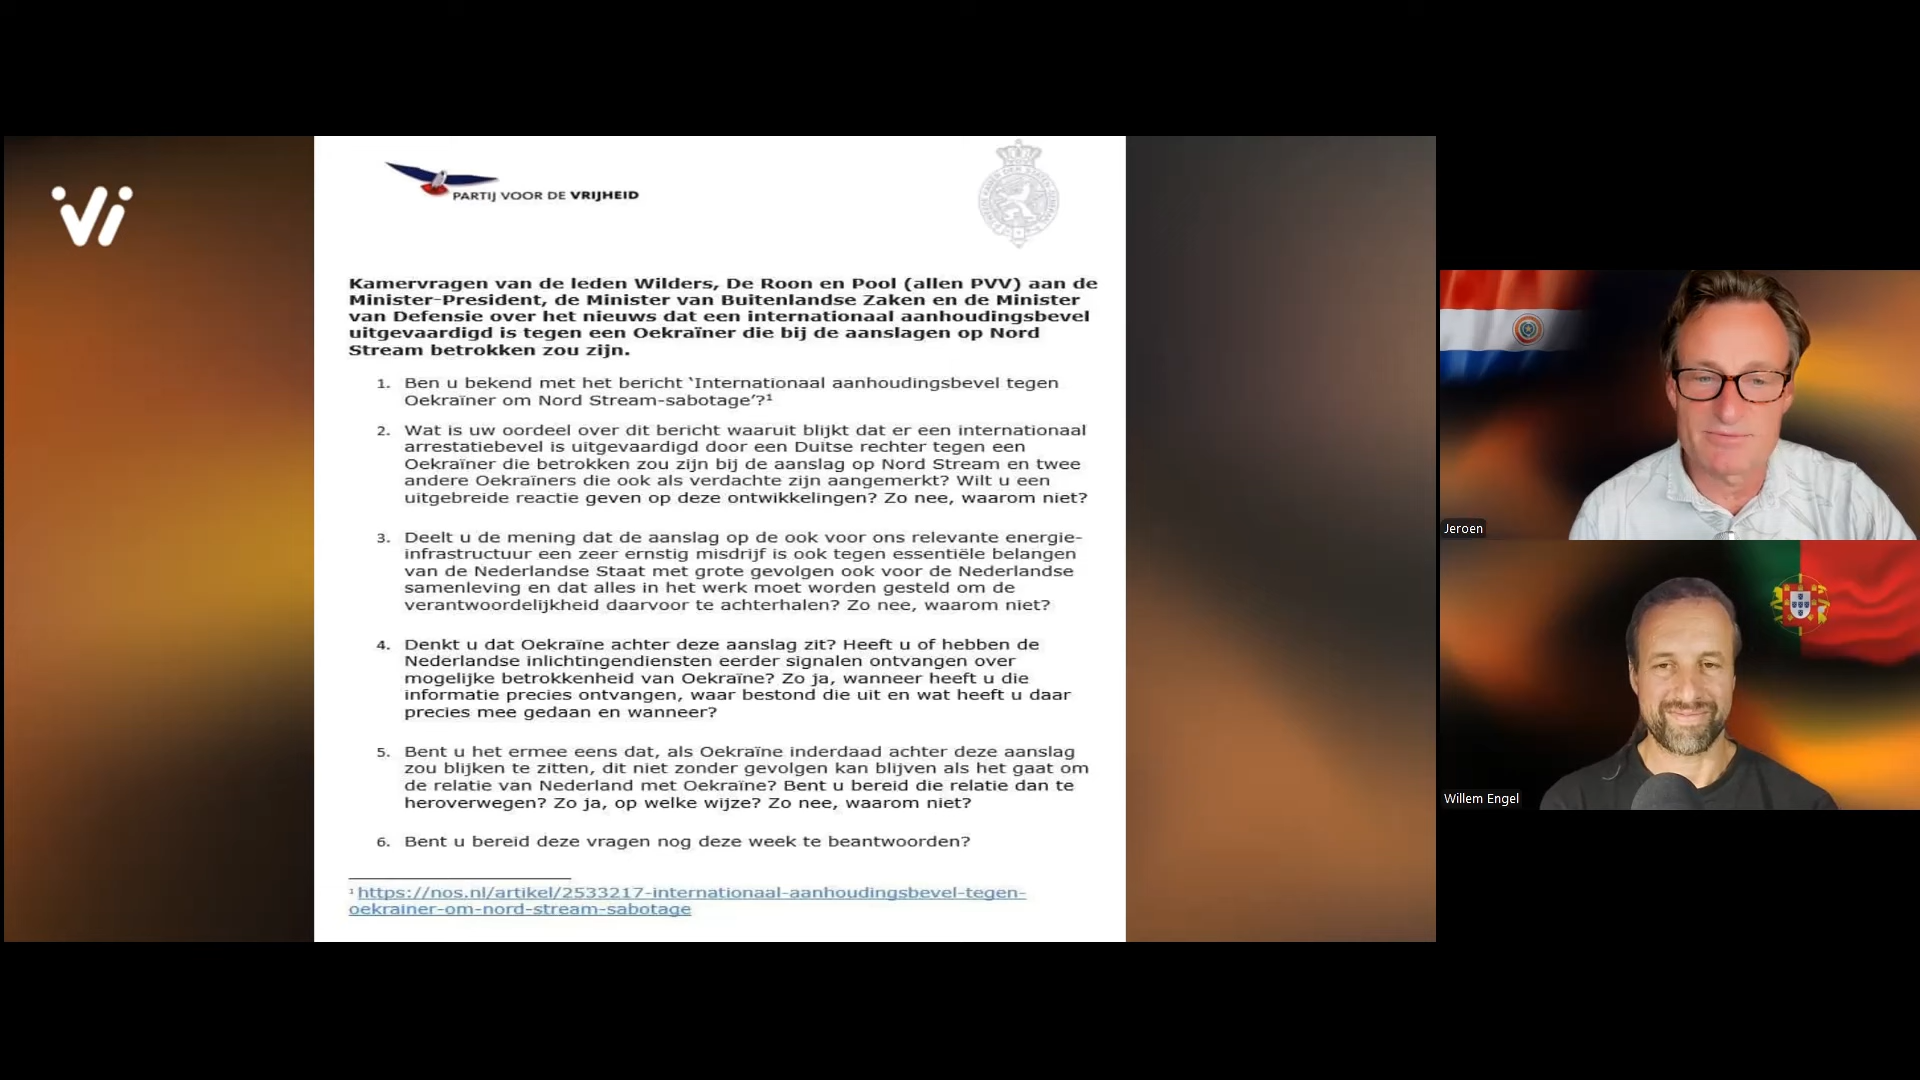 Vi
PARTIJ VOOR DE VRIJHEID
Kamervragen van de leden Wilders, De Roon en Pool (allen PVV) aan de
Minister-President, de Minister van Buitenlandse Zaken en de Minister
van Defensie over het nieuws dat een internationaal aanhoudingsbevel
uitgevaardigd is tegen een Oekraïner die bij de aanslagen op Nord
Stream betrokken zou zijn.
1. Ben u bekend met het bericht ‘Internationaal aanhoudingsbevel tegen
Oekraïner om Nord Stream-sabotage’?¹
2. Wat is uw oordeel over dit bericht waaruit blijkt dat er een internationaal
arrestatiebevel is uitgevaardigd door een Duitse rechter tegen een
Oekraïner die betrokken zou zijn bij de aanslag op Nord Stream en twee
andere Oekraïners die ook als verdachte zijn aangemerkt? Wilt u een
uitgebreide reactie geven op deze ontwikkelingen? Zo nee, waarom niet?
3. Deelt u de mening dat de aanslag op de ook voor ons relevante energie-
infrastructuur een zeer ernstig misdrijf is ook tegen essentiële belangen
van de Nederlandse Staat met grote gevolgen ook voor de Nederlandse
samenleving en dat alles in het werk moet worden gesteld om de
verantwoordelijkheid daarvoor te achterhalen? Zo nee, waarom niet?
4. Denkt u dat Oekraïne achter deze aanslag zit? Heeft u of hebben de
Nederlandse inlichtingendiensten eerder signalen ontvangen over
mogelijke betrokkenheid van Oekraïne? Zo ja, wanneer heeft u die
informatie precies ontvangen, waar bestond die uit en wat heeft u daar
precies mee gedaan en wanneer?
5. Bent u het ermee eens dat, als Oekraïne inderdaad achter deze aanslag
zou blijken te zitten, dit niet zonder gevolgen kan blijven als het gaat om
de relatie van Nederland met Oekraïne? Bent u bereid die relatie dan te
heroverwegen? Zo ja, op welke wijze? Zo nee, waarom niet?
6. Bent u bereid deze vragen nog deze week te beantwoorden?
¹ https://nos.nl/artikel/2533217-internationaal-aanhoudingsbevel-tegen-
oekrainer-om-nord-stream-sabotage
Jeroen
Willem Engel